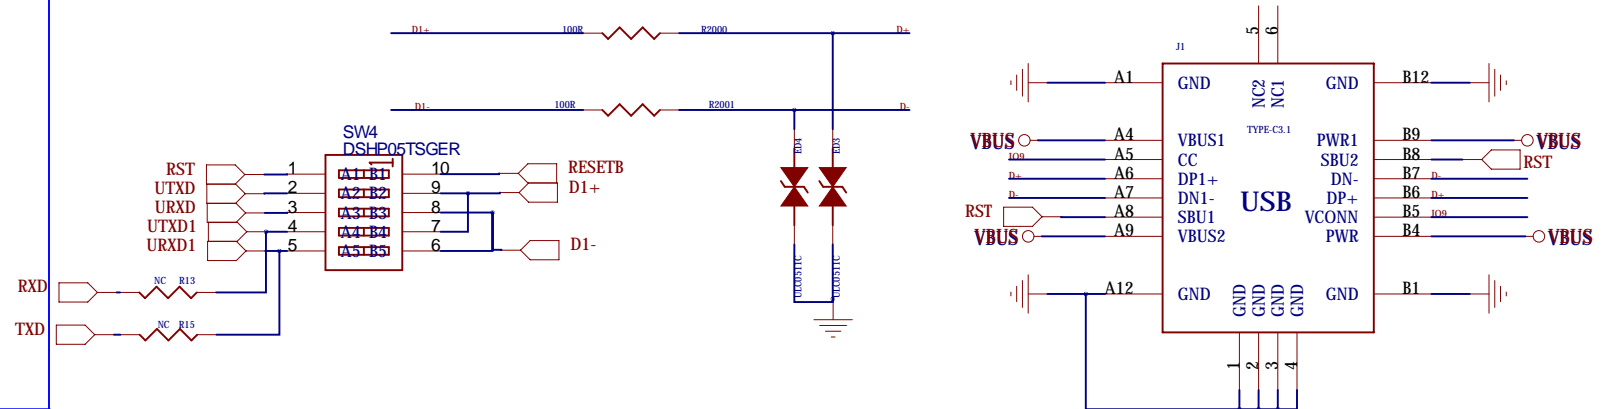 D1+ 100R R2000 D+
D1- 100R R2001 D-
SW4
DSHP05TSGER
RST 1 A1 B1 10 RESETB
UTXD 2 A2 B2 9 D1+
URXD 3 A3 B3 8
UTXD1 4 A4 B4 7
URXD1 5 A5 B5 6 D1-
1
RXD NC R13
TXD NC R15
ED4 ED3
ULC0511C ULC0511C
J1
5 6
NC2 NC1
TYPE-C3.1
USB
A1 GND GND B12
VBUS A4 VBUS1 PWR1 B9 VBUS
IO9 A5 CC SBU2 B8 RST
D+ A6 DP1+ DN- B7 D-
D- A7 DN1- DP+ B6 D+
RST A8 SBU1 VCONN B5 IO9
VBUS A9 VBUS2 PWR B4 VBUS
A12 GND GND B1
GND GND GND GND
1 2 3 4